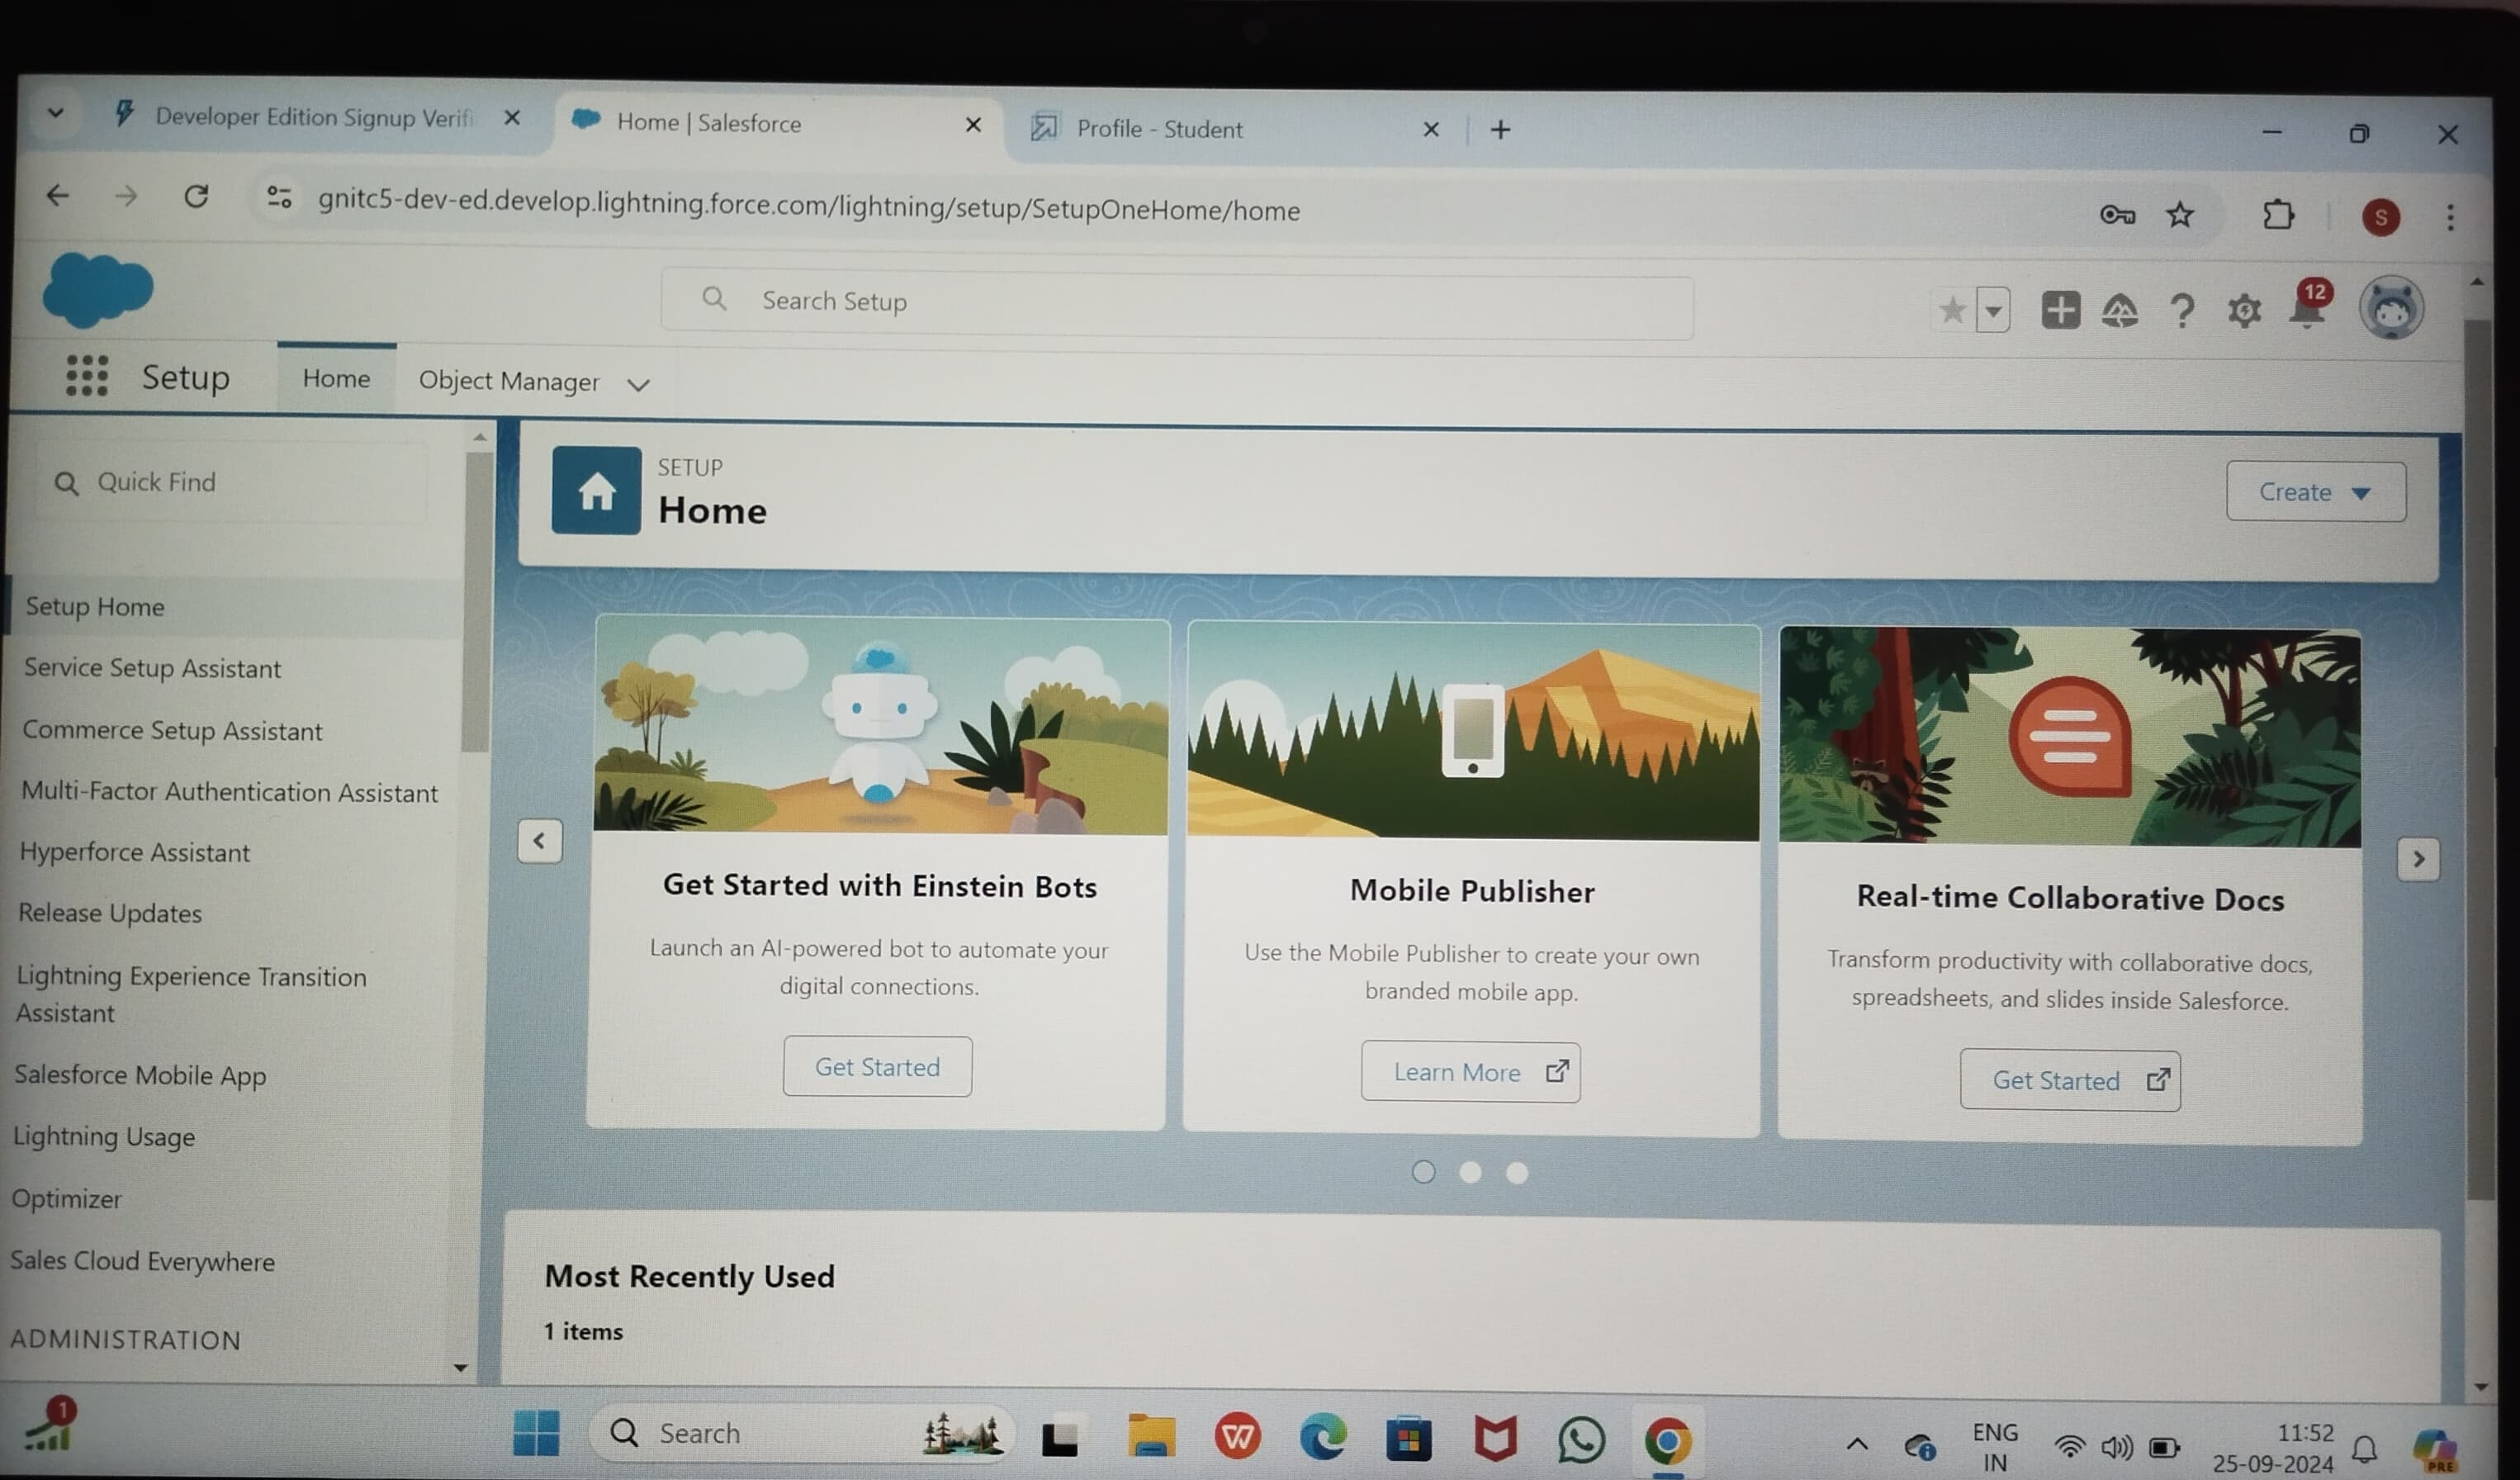 Developer Edition Signup Verifi
Home | Salesforce
Profile - Student
gnitc5-dev-ed.develop.lightning.force.com/lightning/setup/SetupOneHome/home
S
Search Setup
12
Setup
Home
Object Manager
Quick Find
SETUP
Home
Create
Setup Home
Service Setup Assistant
Commerce Setup Assistant
Multi-Factor Authentication Assistant
Hyperforce Assistant
Release Updates
Lightning Experience Transition
Assistant
Salesforce Mobile App
Lightning Usage
Optimizer
Sales Cloud Everywhere
ADMINISTRATION
Get Started with Einstein Bots
Launch an AI-powered bot to automate your
digital connections.
Get Started
Mobile Publisher
Use the Mobile Publisher to create your own
branded mobile app.
Learn More
Real-time Collaborative Docs
Transform productivity with collaborative docs,
spreadsheets, and slides inside Salesforce.
Get Started
Most Recently Used
1 items
1
Search
ENG
IN
11:52
25-09-2024
PRE